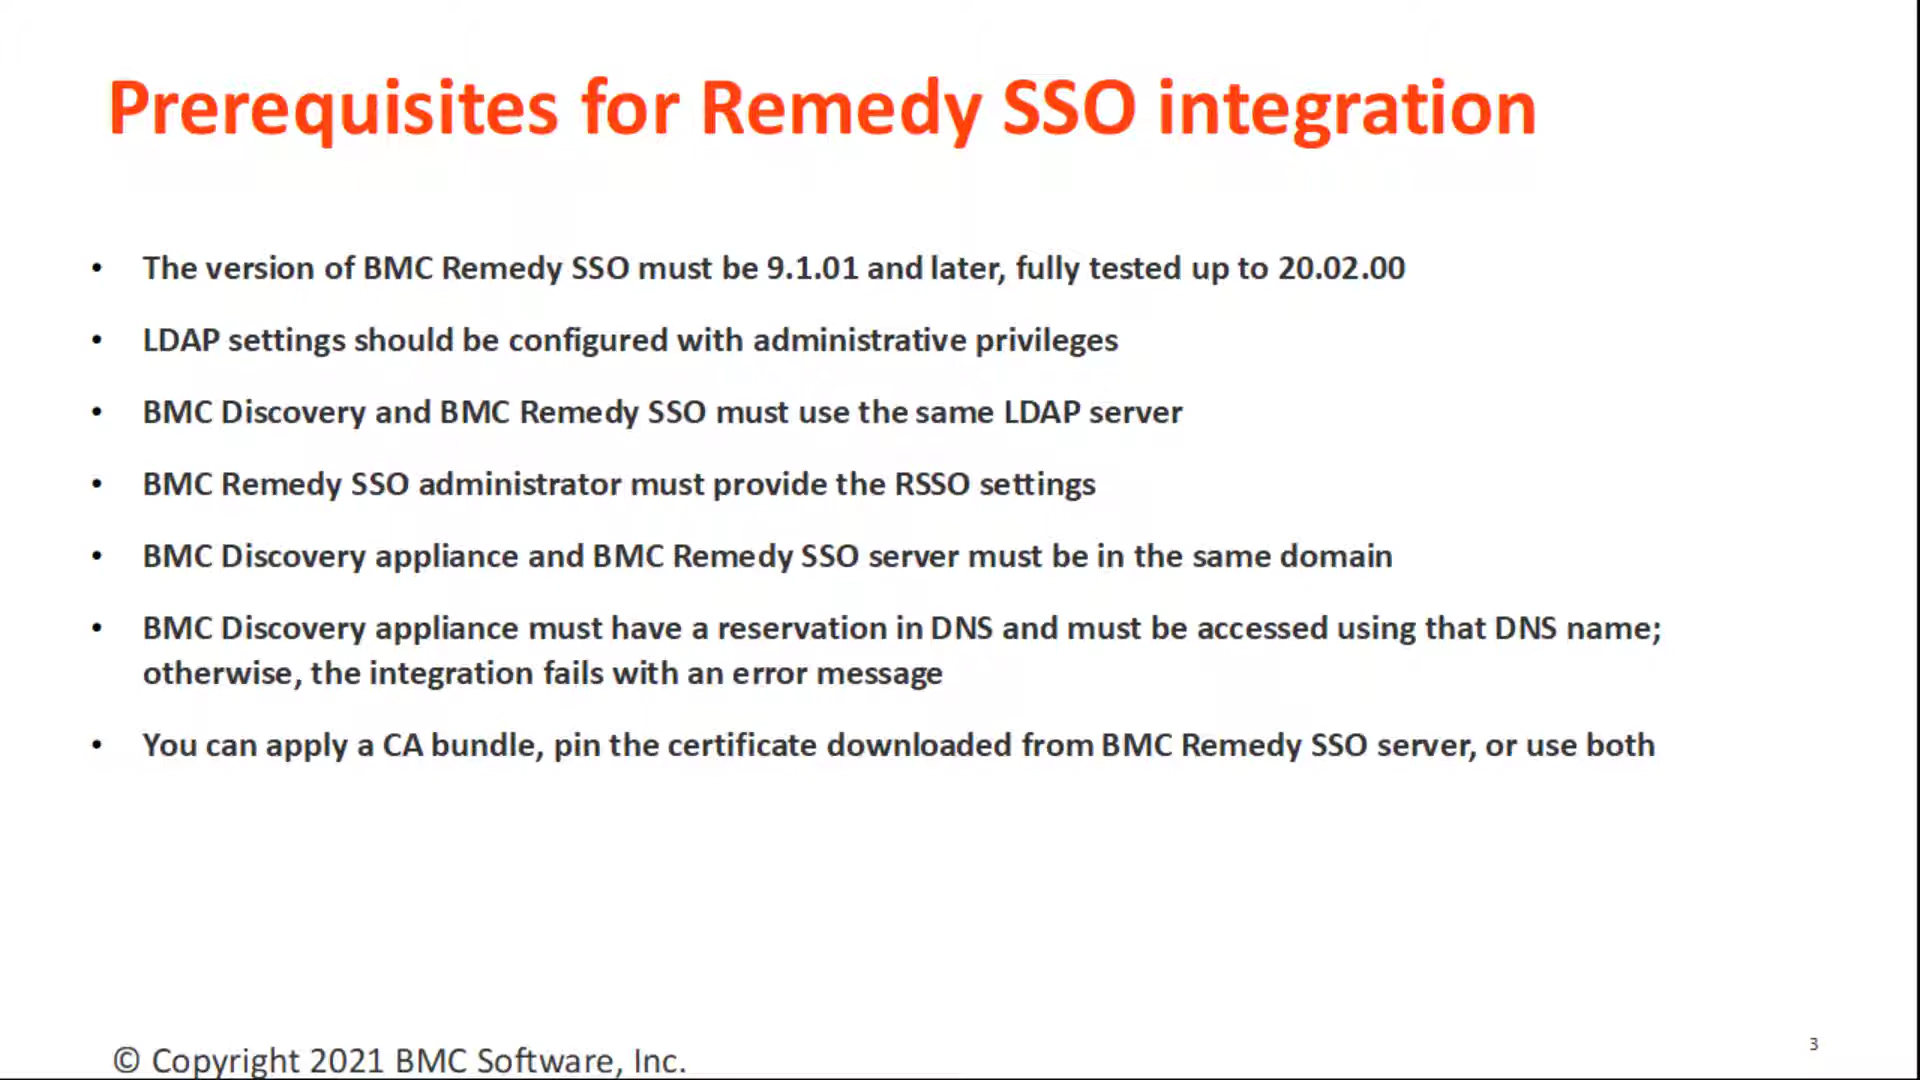 Prerequisites for Remedy SSO integration
• The version of BMC Remedy SSO must be 9.1.01 and later, fully tested up to 20.02.00
• LDAP settings should be configured with administrative privileges
• BMC Discovery and BMC Remedy SSO must use the same LDAP server
• BMC Remedy SSO administrator must provide the RSSO settings
• BMC Discovery appliance and BMC Remedy SSO server must be in the same domain
• BMC Discovery appliance must have a reservation in DNS and must be accessed using that DNS name;
otherwise, the integration fails with an error message
• You can apply a CA bundle, pin the certificate downloaded from BMC Remedy SSO server, or use both
3
© Copyright 2021 BMC Software, Inc.